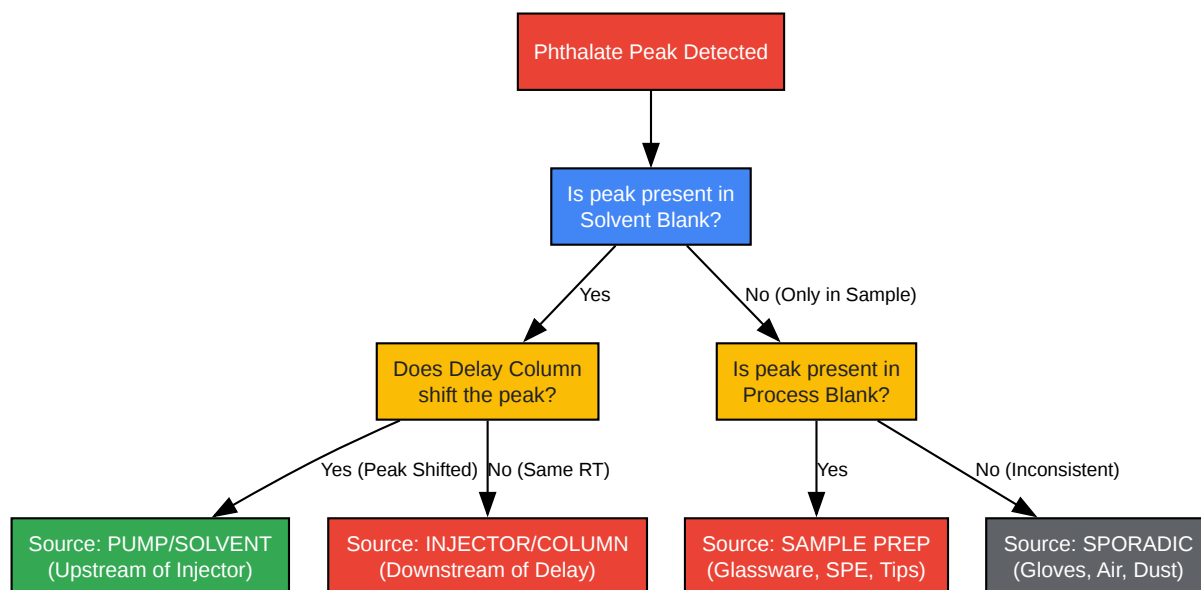 Phthalate Peak Detected
Is peak present in
Solvent Blank?
Yes
No (Only in Sample)
Does Delay Column
shift the peak?
Is peak present in
Process Blank?
Yes (Peak Shifted)
No (Same RT)
Yes
No (Inconsistent)
Source: PUMP/SOLVENT
(Upstream of Injector)
Source: INJECTOR/COLUMN
(Downstream of Delay)
Source: SAMPLE PREP
(Glassware, SPE, Tips)
Source: SPORADIC
(Gloves, Air, Dust)